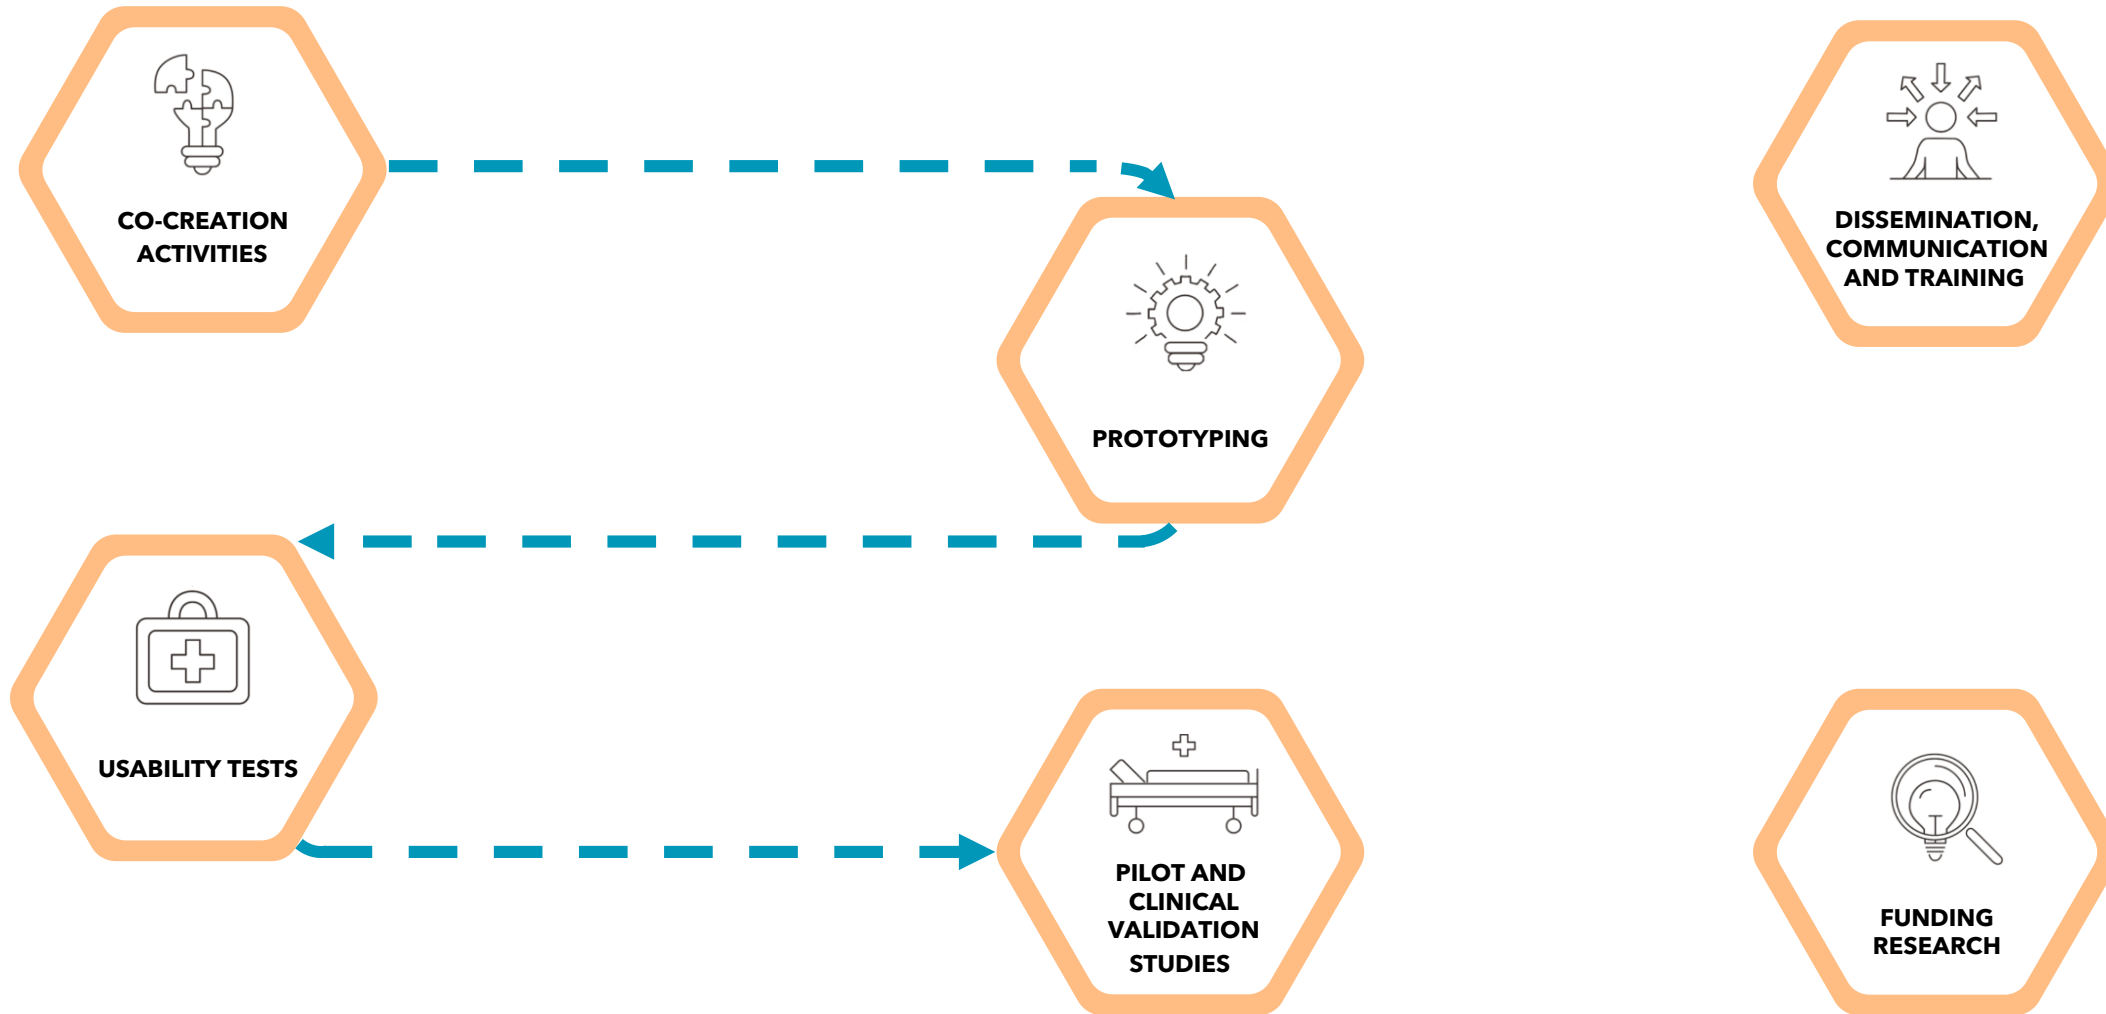 CO-CREATION
ACTIVITIES
PROTOTYPING
USABILITY TESTS
PILOT AND
CLINICAL
VALIDATION
STUDIES
DISSEMINATION,
COMMUNICATION
AND TRAINING
FUNDING
RESEARCH